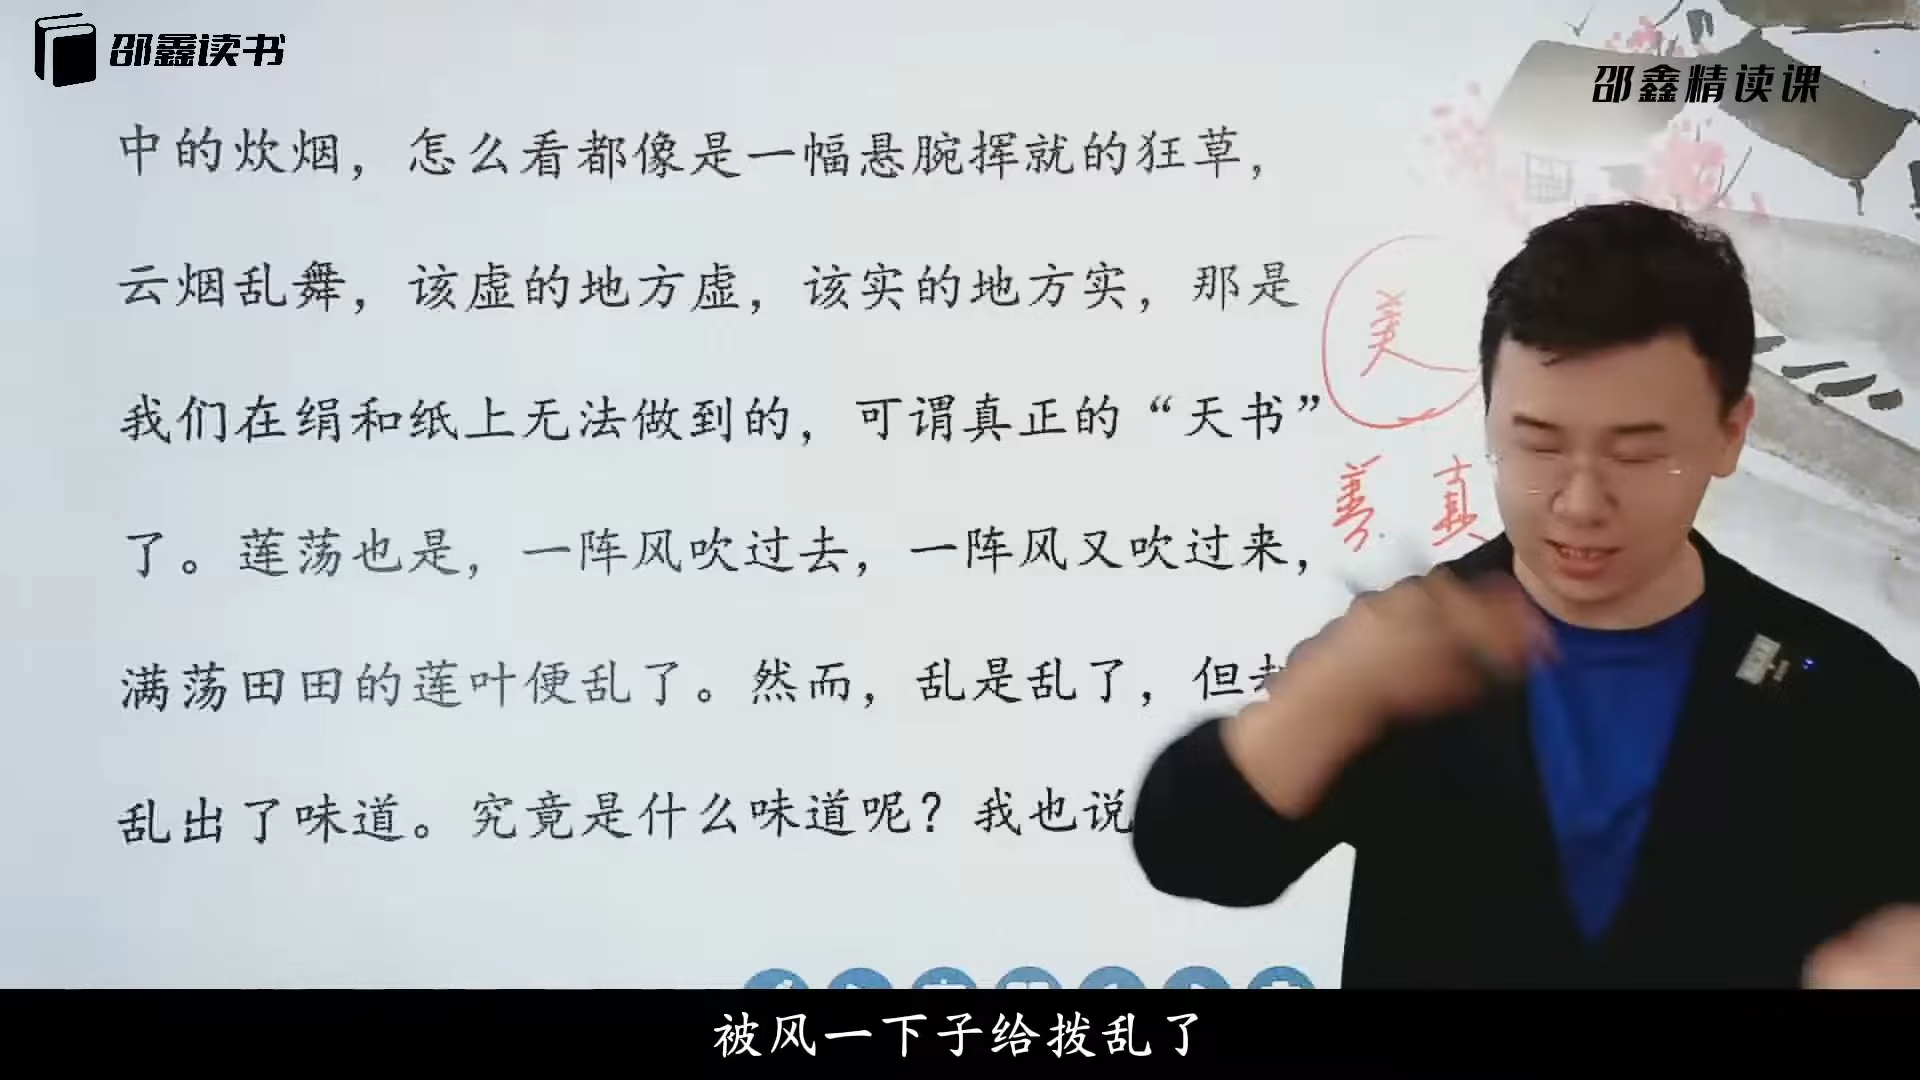 邵鑫读书
邵鑫精读课
中的炊烟，怎么看都像是一幅悬腕挥就的狂草，
云烟乱舞，该虚的地方虚，该实的地方实，那是
我们在绢和纸上无法做到的，可谓真正的“天书”
了。莲荡也是，一阵风吹过去，一阵风又吹过来，
满荡田田的莲叶便乱了。然而，乱是乱了，但
乱出了味道。究竟是什么味道呢？我也说
美
善 真
被风一下子给拨乱了